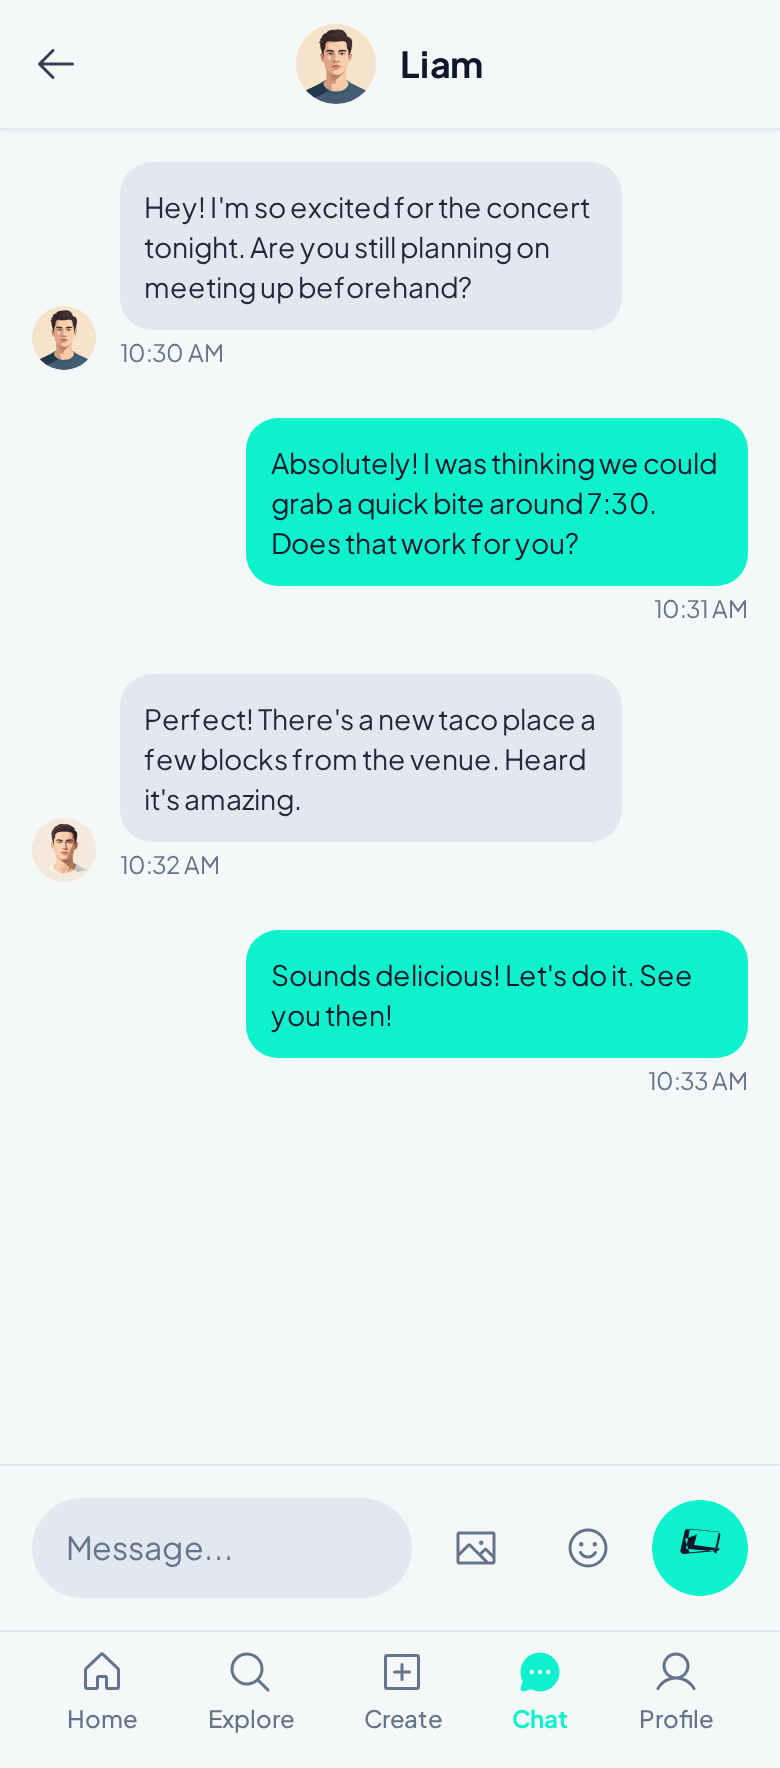 Liam
Hey! I'm so excited for the concert
tonight. Are you still planning on
meeting up beforehand?
10:30 AM
Absolutely! I was thinking we could
grab a quick bite around 7:30.
Does that work for you?
10:31 AM
Perfect! There's a new taco place a
few blocks from the venue. Heard
it's amazing.
10:32 AM
Sounds delicious! Let's do it. See
you then!
10:33 AM
Message...
Home
Explore
Create
Chat
Profile